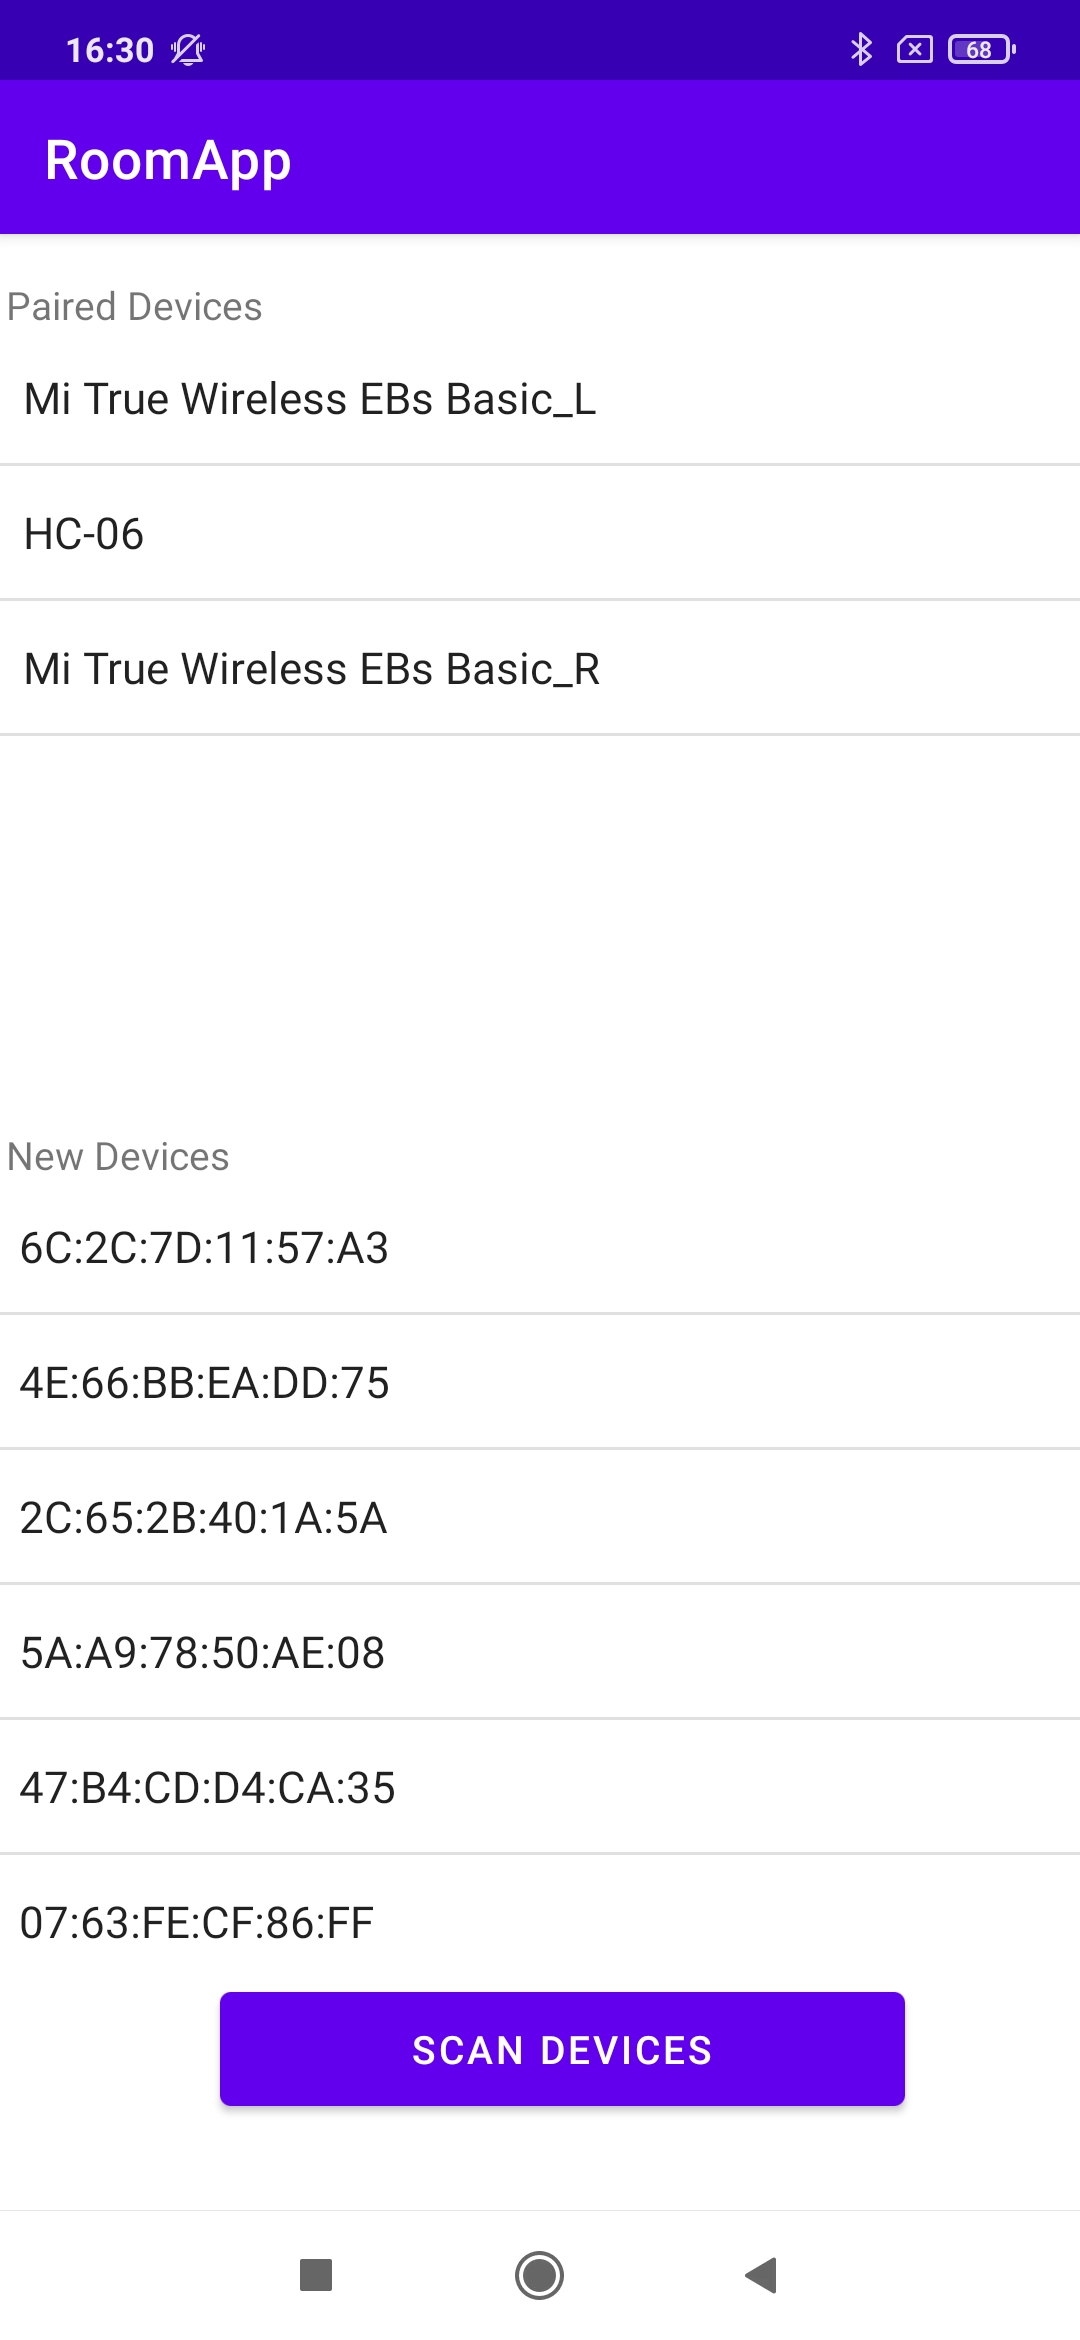 16:30
68
RoomApp
Paired Devices
Mi True Wireless EBs Basic_L
HC-06
Mi True Wireless EBs Basic_R
New Devices
6C:2C:7D:11:57:A3
4E:66:BB:EA:DD:75
2C:65:2B:40:1A:5A
5A:A9:78:50:AE:08
47:B4:CD:D4:CA:35
07:63:FE:CF:86:FF
SCAN DEVICES